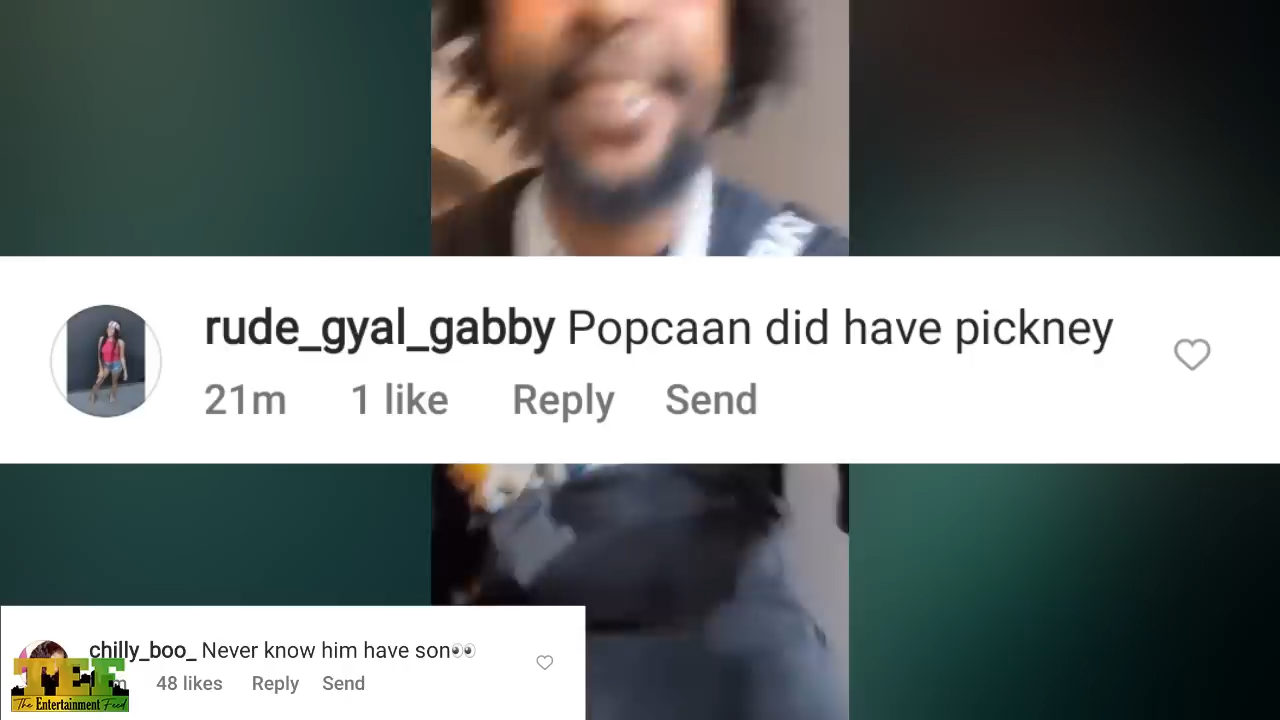 rude_gyal_gabby Popcaan did have pickney
21m 1 like Reply Send
chilly_boo_ Never know him have son👀
48 likes Reply Send
TEF
The Entertainment Feed